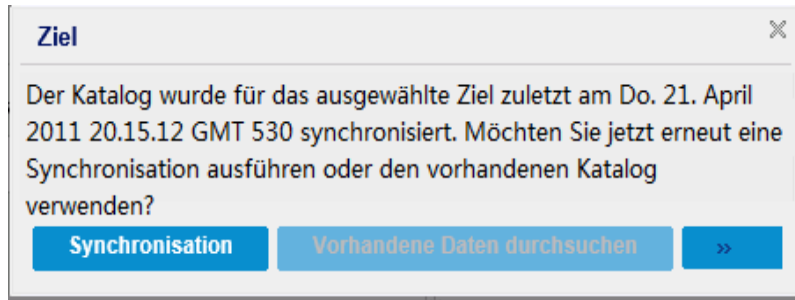 Ziel
Der Katalog wurde für das ausgewählte Ziel zuletzt am Do. 21. April
2011 20.15.12 GMT 530 synchronisiert. Möchten Sie jetzt erneut eine
Synchronisation ausführen oder den vorhandenen Katalog
verwenden?
Synchronisation Vorhandene Daten durchsuchen »